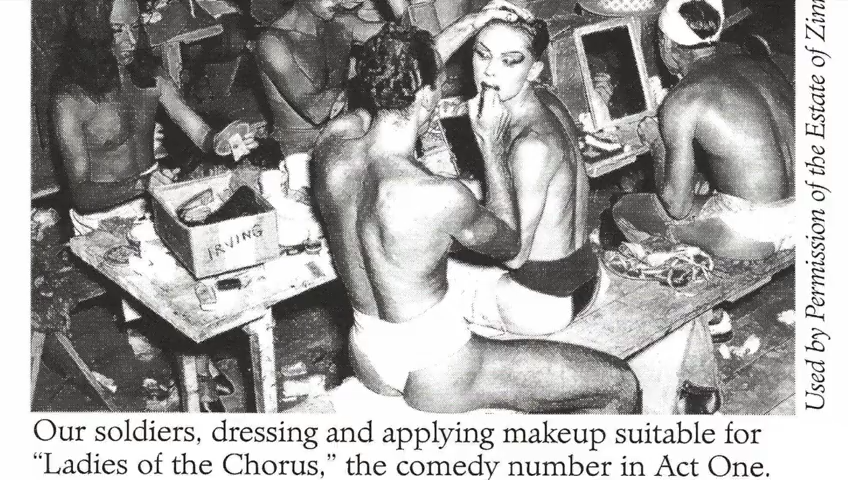 IRVING
Used by Permission of the Estate of
Our soldiers, dressing and applying makeup suitable for
“Ladies of the Chorus,” the comedy number in Act One.